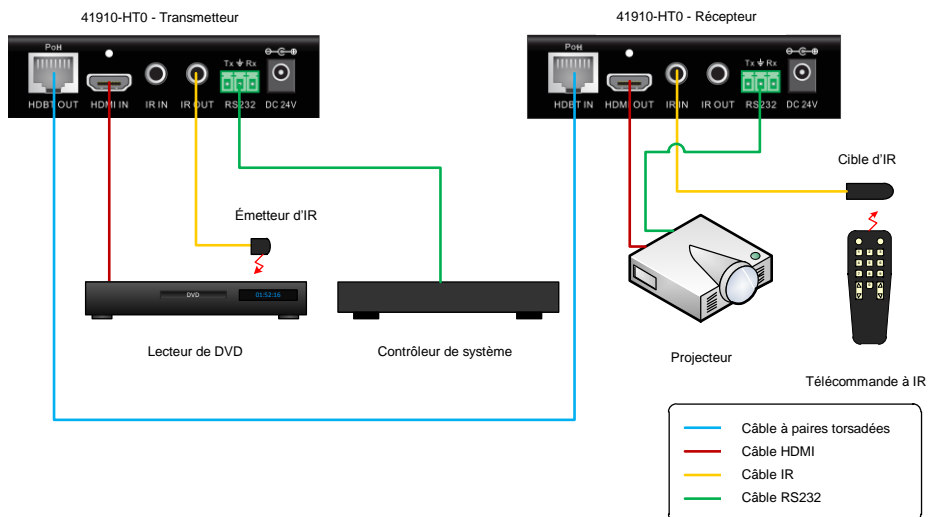 41910-HT0 - Transmetteur
PoH
Tx Rx
HDBT OUT HDMI IN IR IN IR OUT RS232 DC 24V
41910-HT0 - Récepteur
PoH
Tx Rx
HDBT IN HDMI OUT IR IN IR OUT RS232 DC 24V
Cible d'IR
Émetteur d'IR
DVD
01:52:16
Lecteur de DVD
Contrôleur de système
Projecteur
Télécommande à IR
Câble à paires torsadées
Câble HDMI
Câble IR
Câble RS232